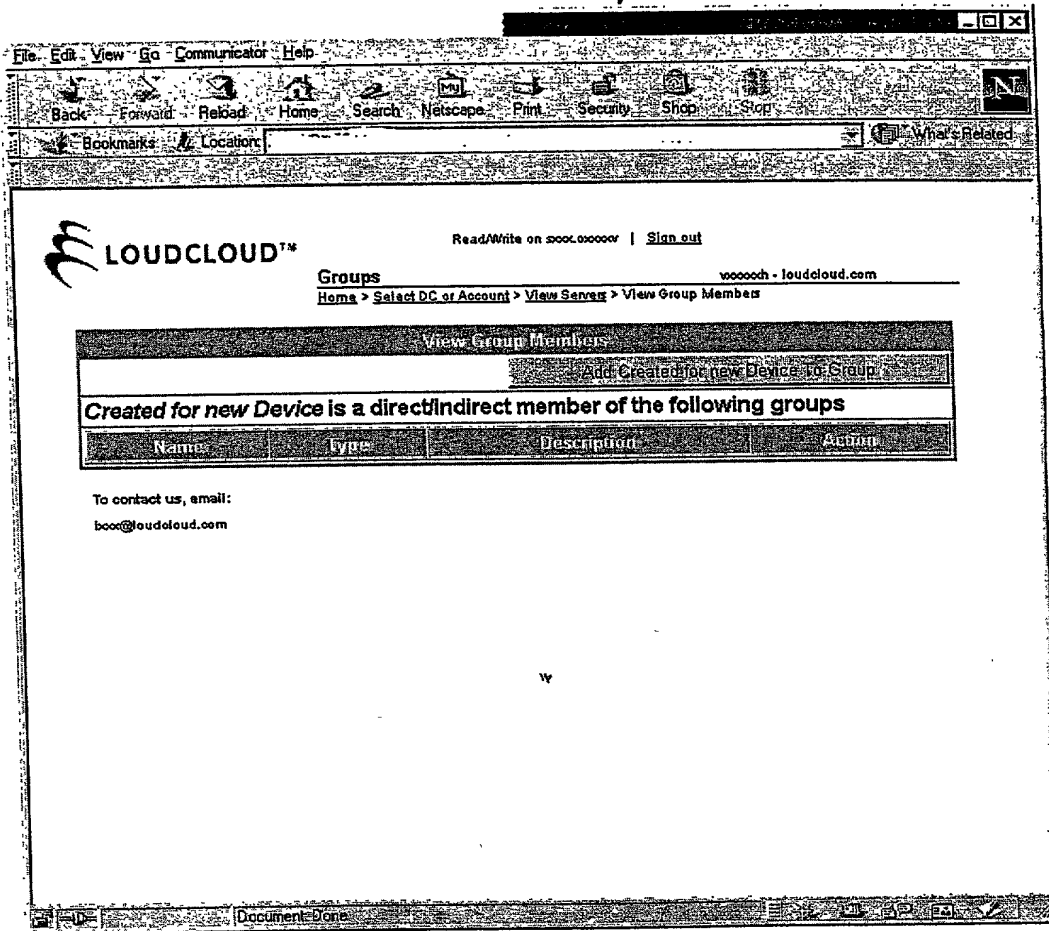 File Edit View Go Communicator Help
Back Forward Reload Home Search Netscape Print Security Shop Stop
Bookmarks Location: What's Related
LOUDCLOUD™
Read/Write on | Sign out
Groups - loudcloud.com
Home > Select DC or Account > View Servers > View Group Members
View Group Members
Add Created for new Device To Group
Created for new Device is a direct/indirect member of the following groups
Name Type Description Action
To contact us, email:
@loudcloud.com
Document: Done